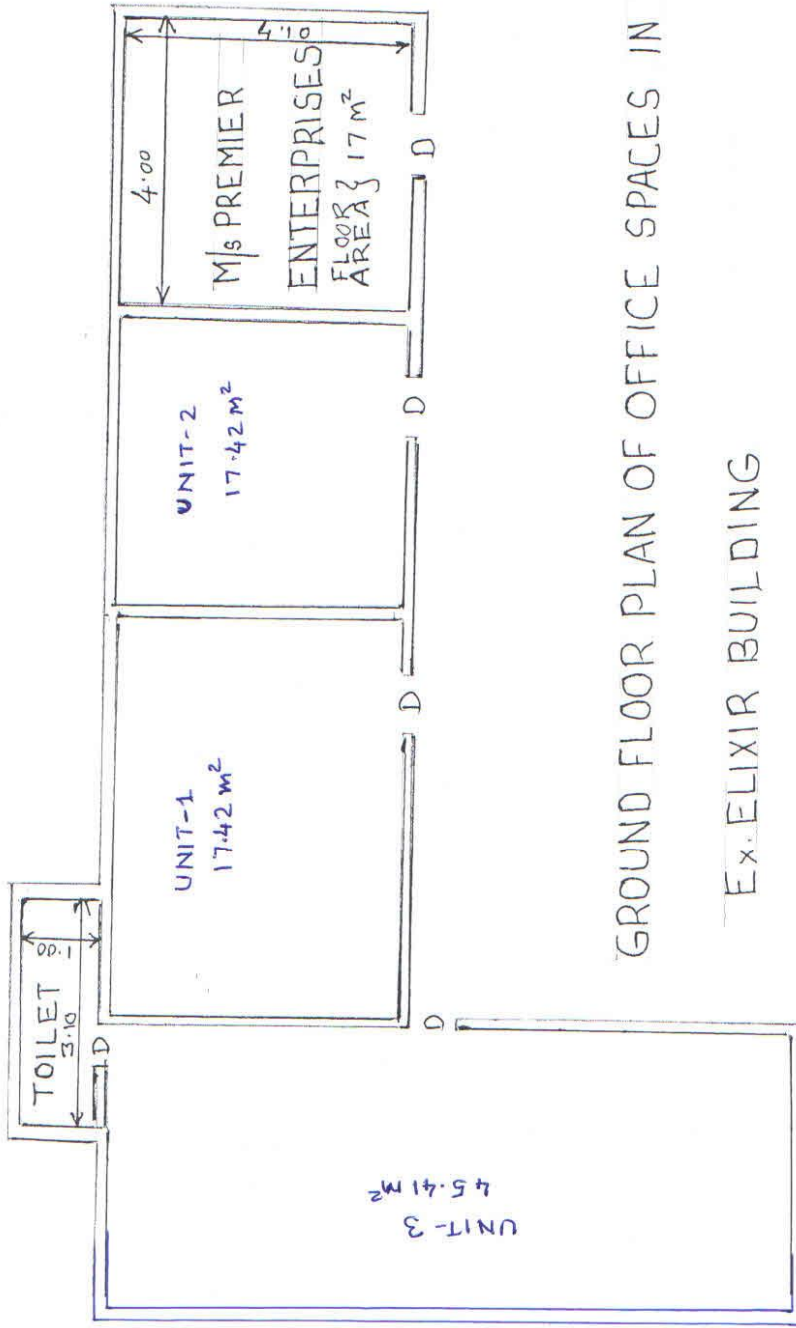 TOILET
3.10
1.00
D
UNIT-3
45.41 m²
D
UNIT-1
17.42 m²
D
UNIT-2
17.42 m²
D
4.00
4.10
M/s PREMIER
ENTERPRISES
FLOOR
AREA } 17 m²
D
GROUND FLOOR PLAN OF OFFICE SPACES IN
Ex. ELIXIR BUILDING